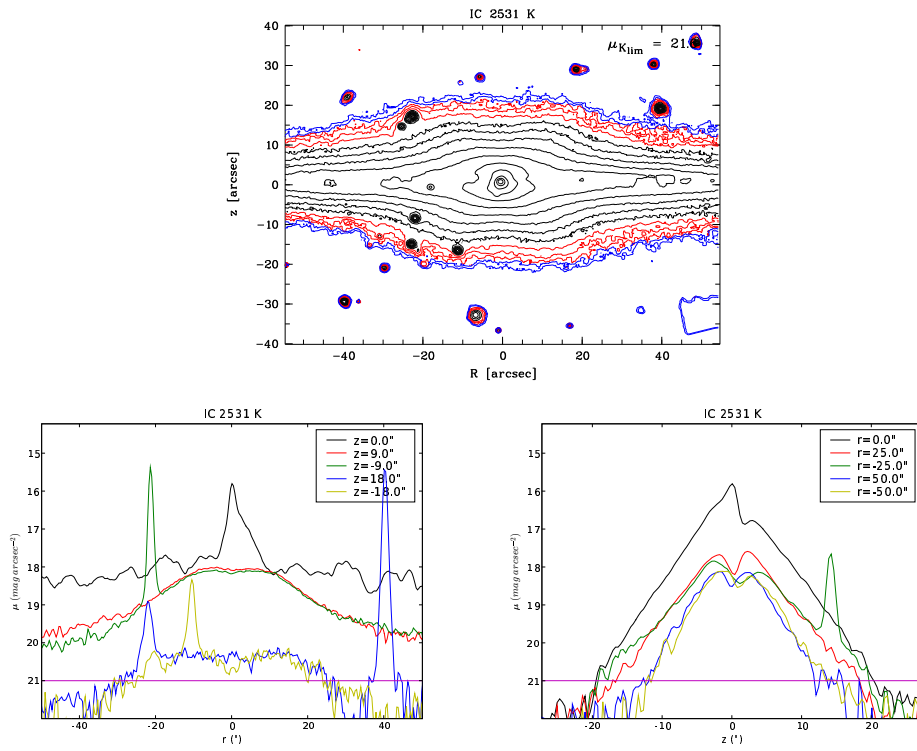 IC 2531 K
μKlim = 21.
40
30
20
10
0
-10
-20
-30
-40
z [arcsec]
-40 -20 0 20 40
R [arcsec]
IC 2531 K
z=0.0"
z=9.0"
z=-9.0"
z=18.0"
z=-18.0"
15
16
17
18
19
20
21
μ (mag arcsec−2)
-40 -20 0 20 40
r (")
IC 2531 K
r=0.0"
r=25.0"
r=-25.0"
r=50.0"
r=-50.0"
15
16
17
18
19
20
21
μ (mag arcsec−2)
-20 -10 0 10 20
z (")